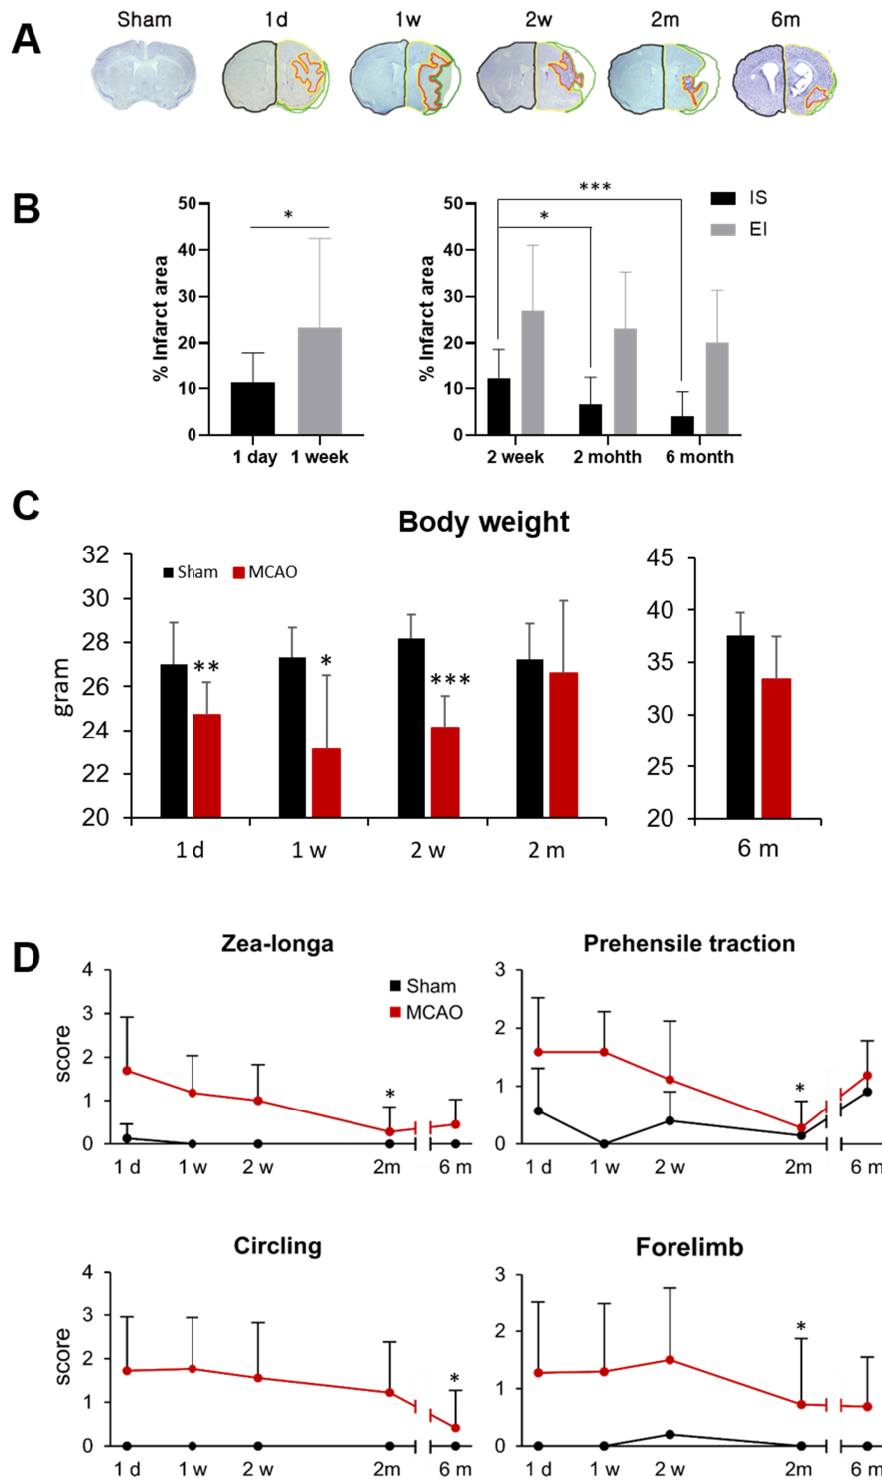 A
Sham 1d 1w 2w 2m 6m
B
50
40
30
20
10
0
% Infarct area
*
1 day 1 week
50
40
30
20
10
0
% Infarct area
***
*
IS
EI
2 week 2 mohth 6 month
C
Body weight
32
30
28
26
24
22
20
gram
Sham MCAO
** * ***
1 d 1 w 2 w 2 m
45
40
35
30
25
20
6 m
D
Zea-longa
4
3
2
1
0
score
Sham
MCAO
*
1 d 1 w 2 w 2m 6 m
Prehensile traction
3
2
1
0
*
1 d 1 w 2 w 2m 6 m
Circling
4
3
2
1
0
score
*
1 d 1 w 2 w 2m 6 m
Forelimb
3
2
1
0
*
1 d 1 w 2 w 2m 6 m